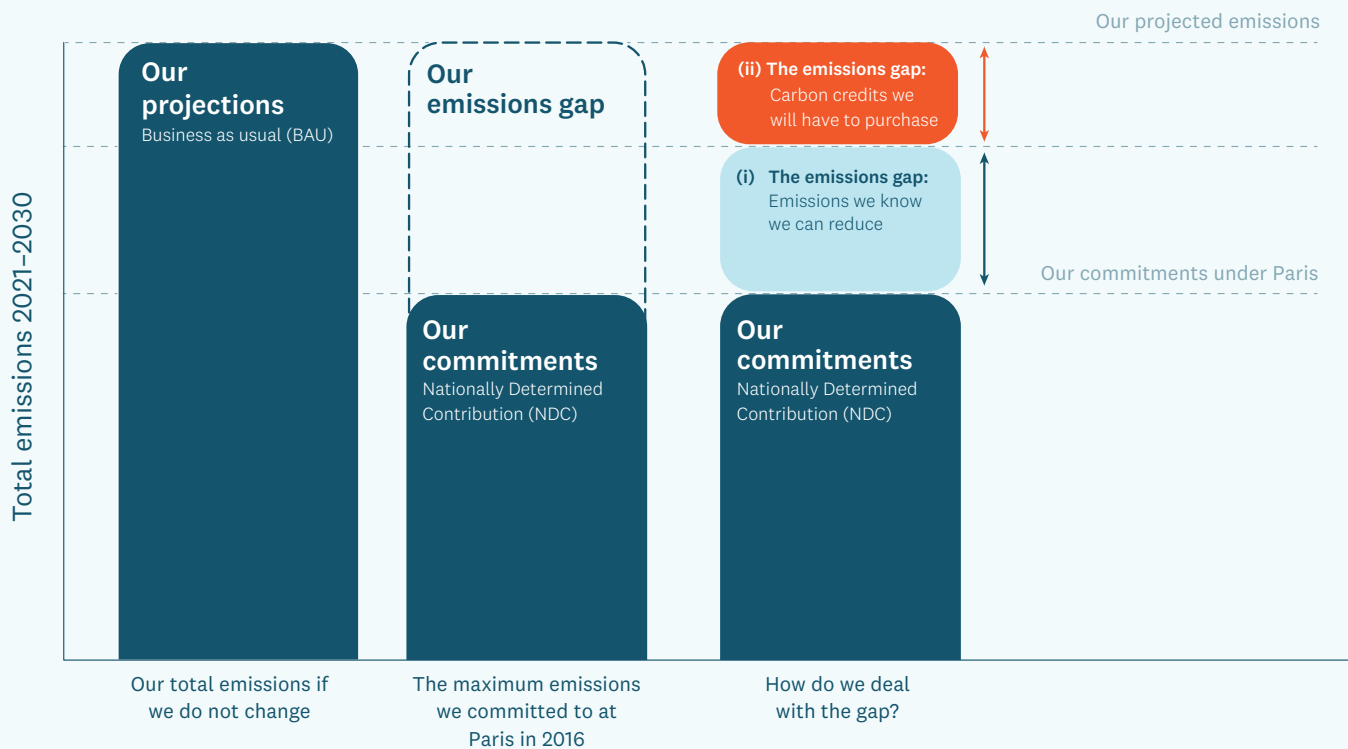 Our projected emissions
Our
projections
Business as usual (BAU)
Our
emissions gap
(ii) The emissions gap:
Carbon credits we
will have to purchase
(i) The emissions gap:
Emissions we know
we can reduce
Our commitments under Paris
Our
commitments
Nationally Determined
Contribution (NDC)
Our
commitments
Nationally Determined
Contribution (NDC)
Total emissions 2021–2030
Our total emissions if
we do not change
The maximum emissions
we committed to at
Paris in 2016
How do we deal
with the gap?